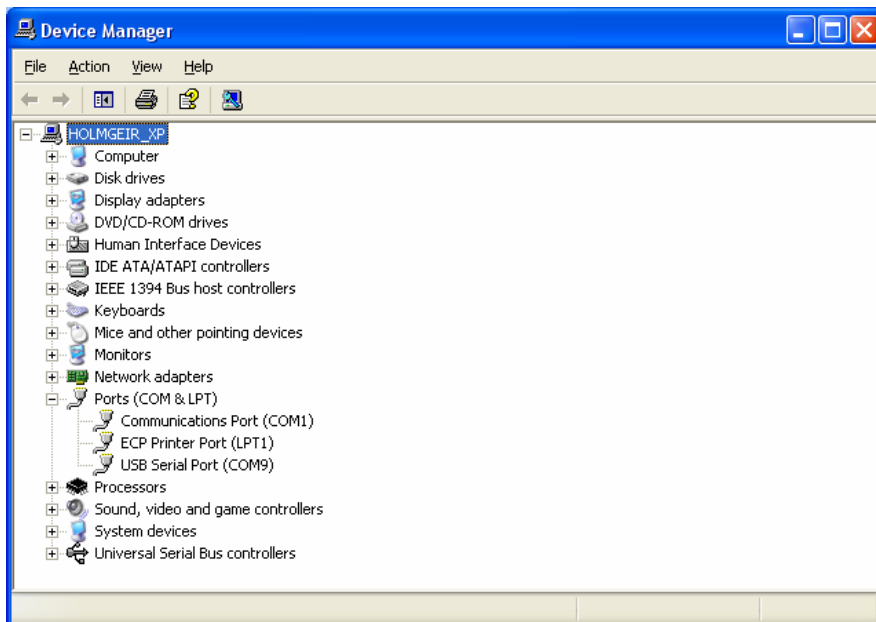 Device Manager
File Action View Help
HOLMGEIR_XP
Computer
Disk drives
Display adapters
DVD/CD-ROM drives
Human Interface Devices
IDE ATA/ATAPI controllers
IEEE 1394 Bus host controllers
Keyboards
Mice and other pointing devices
Monitors
Network adapters
Ports (COM & LPT)
Communications Port (COM1)
ECP Printer Port (LPT1)
USB Serial Port (COM9)
Processors
Sound, video and game controllers
System devices
Universal Serial Bus controllers